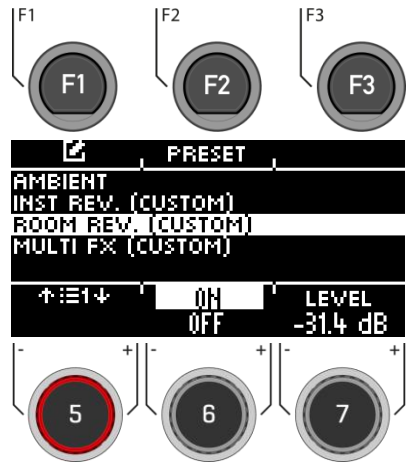 F1 F2 F3
F1 F2 F3
PRESET
AMBIENT
INST REV. (CUSTOM)
ROOM REV. (CUSTOM)
MULTI FX (CUSTOM)
↑ 1↓ ON LEVEL
OFF -31.4 dB
- + - + - +
5 6 7